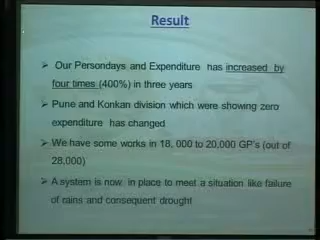 Result
➢ Our Persondays and Expenditure has increased by
four times (400%) in three years
➢ Pune and Konkan division which were showing zero
expenditure has changed
➢ We have some works in 18, 000 to 20,000 GP's (out of
28,000)
➢ A system is now in place to meet a situation like failure
of rains and consequent drought